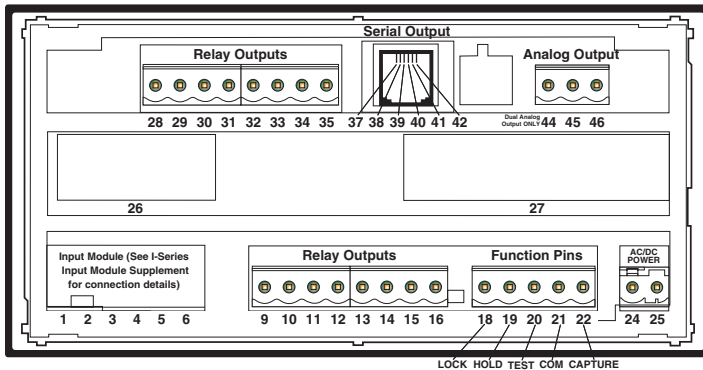 Serial Output
Relay Outputs
Analog Output
28 29 30 31 32 33 34 35
37 38 39 40 41 42
Dual Analog
Output ONLY
44 45 46
26
27
Input Module (See I-Series
Input Module Supplement
for connection details)
Relay Outputs
Function Pins
AC/DC
POWER
1 2 3 4 5 6
9 10 11 12 13 14 15 16
18 19 20 21 22
24 25
LOCK HOLD TEST COM CAPTURE